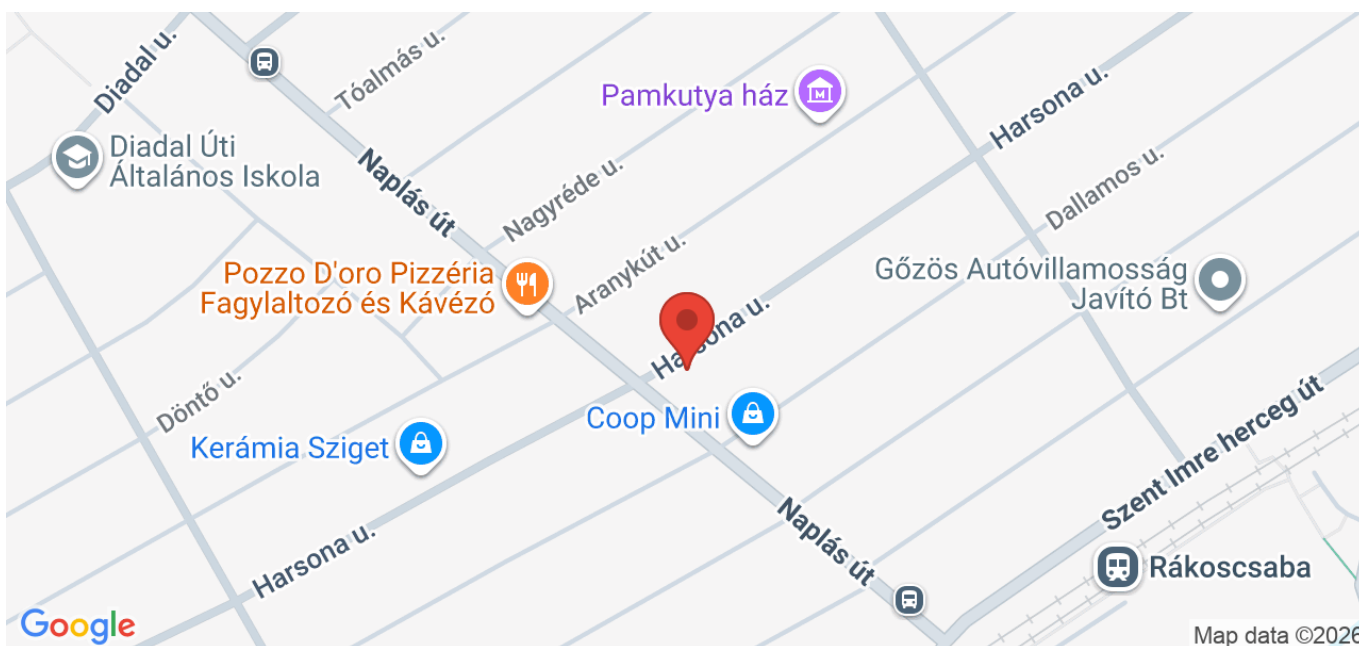 Diadal u.
Tóalmás u.
Pamkutya ház
Harsona u.
Diadal Úti
Általános Iskola
Naplás út
Nagyréde u.
Dallamos u.
Aranykút u.
Pozzo D'oro Pizzéria
Fagylaltozó és Kávézó
Gőzös Autóvillamosság
Javító Bt
Harsona u.
Döntő u.
Coop Mini
Kerámia Sziget
Szent Imre herceg út
Harsona u.
Naplás út
Rákoscsaba
Google
Map data ©2026